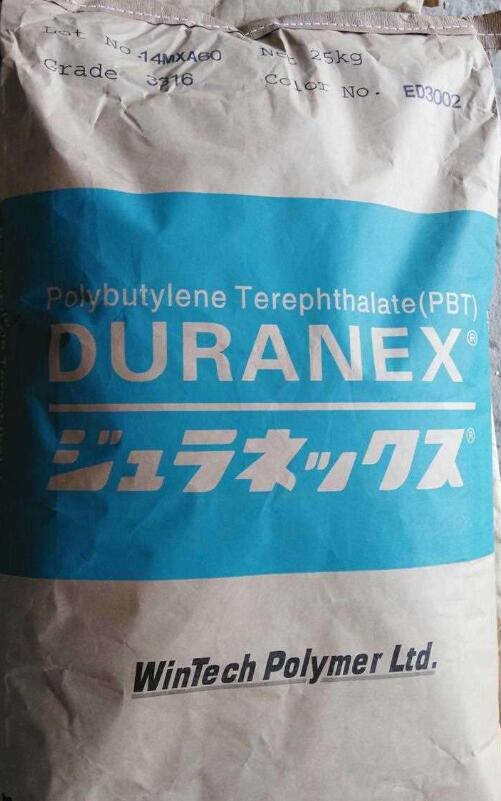 Lot No. 14MXA60 Net 25kg
Grade 3316 Color No. ED3002
Polybutylene Terephthalate(PBT)
DURANEX®
ジュラネックス®
WinTech Polymer Ltd.